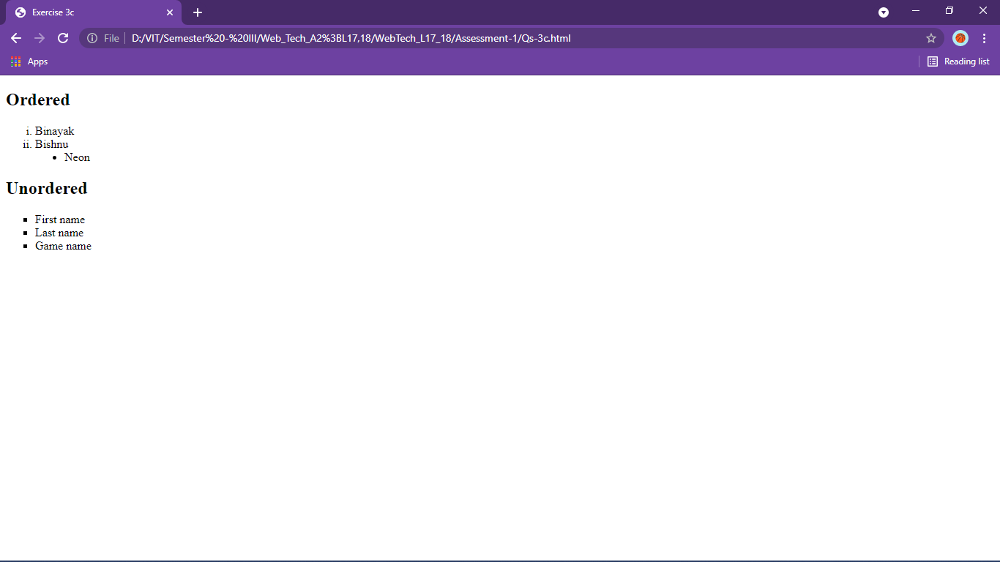 Exercise 3c
File D:/VIT/Semester%20-%20III/Web_Tech_A2%3BL17,18/WebTech_L17_18/Assessment-1/Qs-3c.html
Apps Reading list
Ordered
i. Binayak
ii. Bishnu
• Neon
Unordered
▪ First name
▪ Last name
▪ Game name